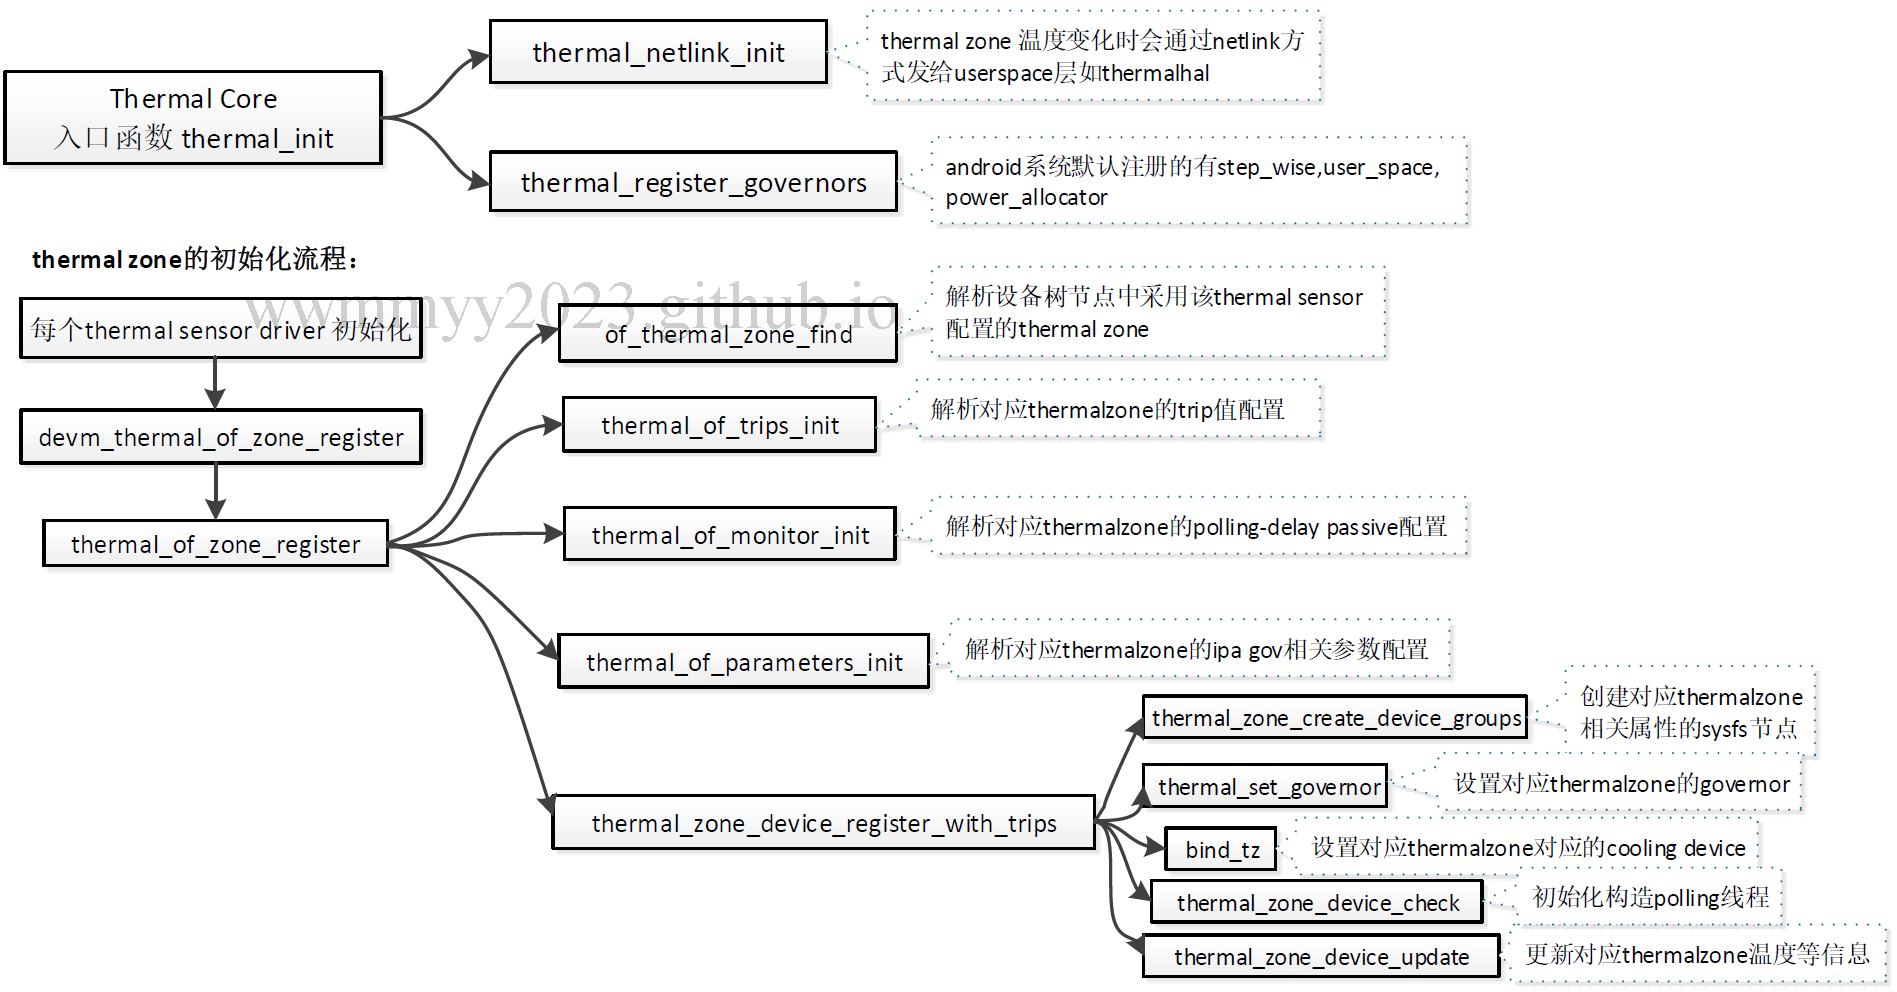 thermal_netlink_init
thermal zone 温度变化时会通过netlink方
式发给userspace层如thermalhal
Thermal Core
入口函数 thermal_init
thermal_register_governors
android系统默认注册的有step_wise,user_space,
power_allocator
thermal zone的初始化流程：
wwmmyy2023.github.io
每个thermal sensor driver 初始化
of_thermal_zone_find
解析设备树节点中采用该thermal sensor
配置的thermal zone
devm_thermal_of_zone_register
thermal_of_trips_init
解析对应thermalzone的trip值配置
thermal_of_zone_register
thermal_of_monitor_init
解析对应thermalzone的polling-delay passive配置
thermal_of_parameters_init
解析对应thermalzone的ipa gov相关参数配置
thermal_zone_device_register_with_trips
thermal_zone_create_device_groups
创建对应thermalzone
相关属性的sysfs节点
thermal_set_governor
设置对应thermalzone的governor
bind_tz
设置对应thermalzone对应的cooling device
thermal_zone_device_check
初始化构造polling线程
thermal_zone_device_update
更新对应thermalzone温度等信息